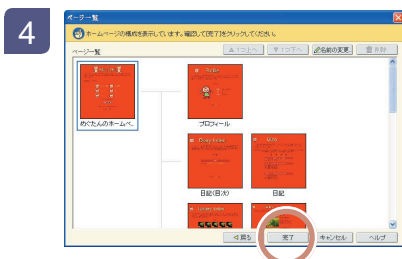 4
ページ一覧
ホームページの構成を表示しています。確認して[完了]をクリックしてください。
ページ一覧
▲1つ上へ
▼1つ下へ
名前の変更
削除
めぐたんのホームペ..
プロフィール
日記(目次)
日記
◁戻る
完了
キャンセル
ヘルプ